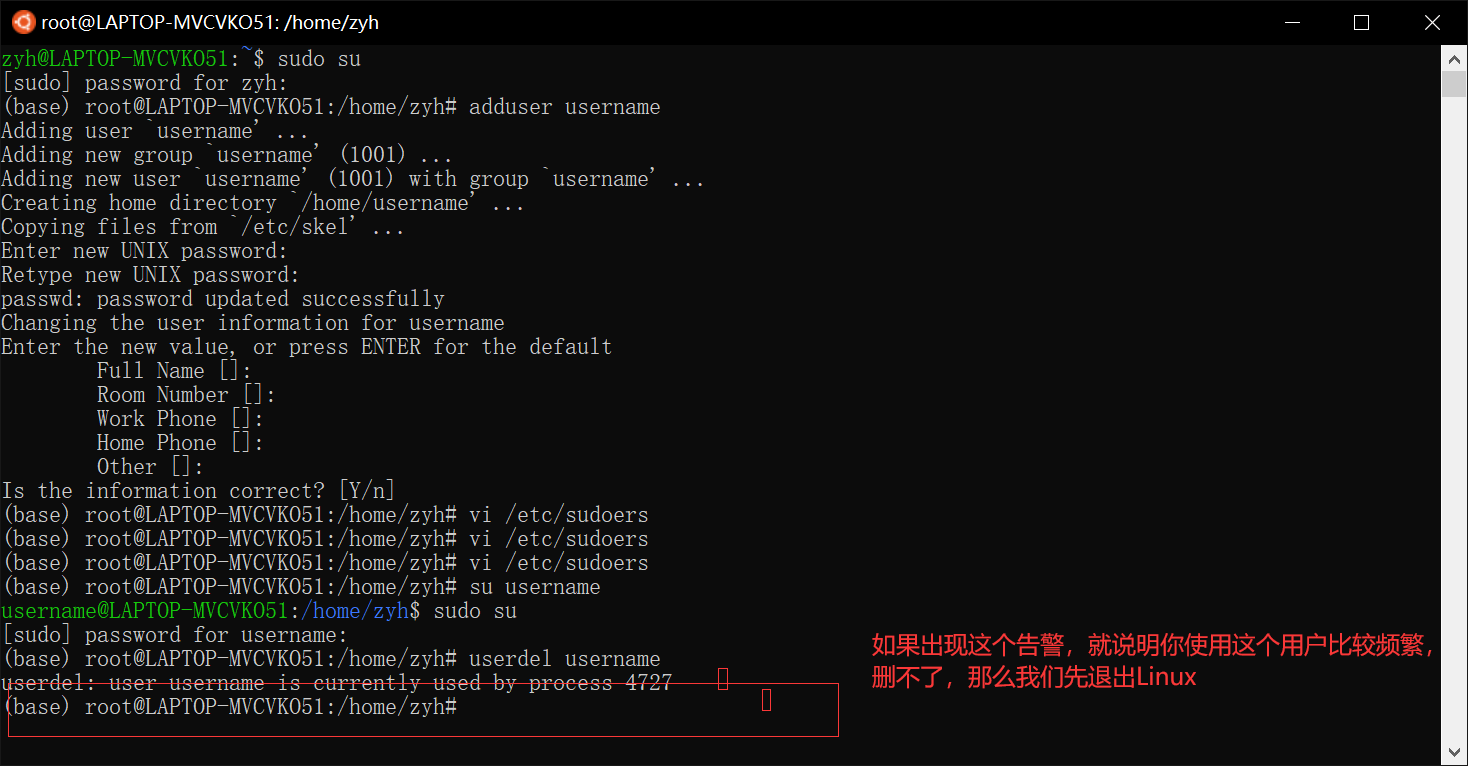 root@LAPTOP-MVCVKO51: /home/zyh
zyh@LAPTOP-MVCVKO51:~$ sudo su
[sudo] password for zyh:
(base) root@LAPTOP-MVCVKO51:/home/zyh# adduser username
Adding user `username' ...
Adding new group `username' (1001) ...
Adding new user `username' (1001) with group `username' ...
Creating home directory `/home/username' ...
Copying files from `/etc/skel' ...
Enter new UNIX password:
Retype new UNIX password:
passwd: password updated successfully
Changing the user information for username
Enter the new value, or press ENTER for the default
Full Name []:
Room Number []:
Work Phone []:
Home Phone []:
Other []:
Is the information correct? [Y/n]
(base) root@LAPTOP-MVCVKO51:/home/zyh# vi /etc/sudoers
(base) root@LAPTOP-MVCVKO51:/home/zyh# vi /etc/sudoers
(base) root@LAPTOP-MVCVKO51:/home/zyh# vi /etc/sudoers
(base) root@LAPTOP-MVCVKO51:/home/zyh# su username
username@LAPTOP-MVCVKO51:/home/zyh$ sudo su
[sudo] password for username:
(base) root@LAPTOP-MVCVKO51:/home/zyh# userdel username
userdel: user username is currently used by process 4727
(base) root@LAPTOP-MVCVKO51:/home/zyh#
如果出现这个告警，就说明你使用这个用户比较频繁，
删不了，那么我们先退出Linux